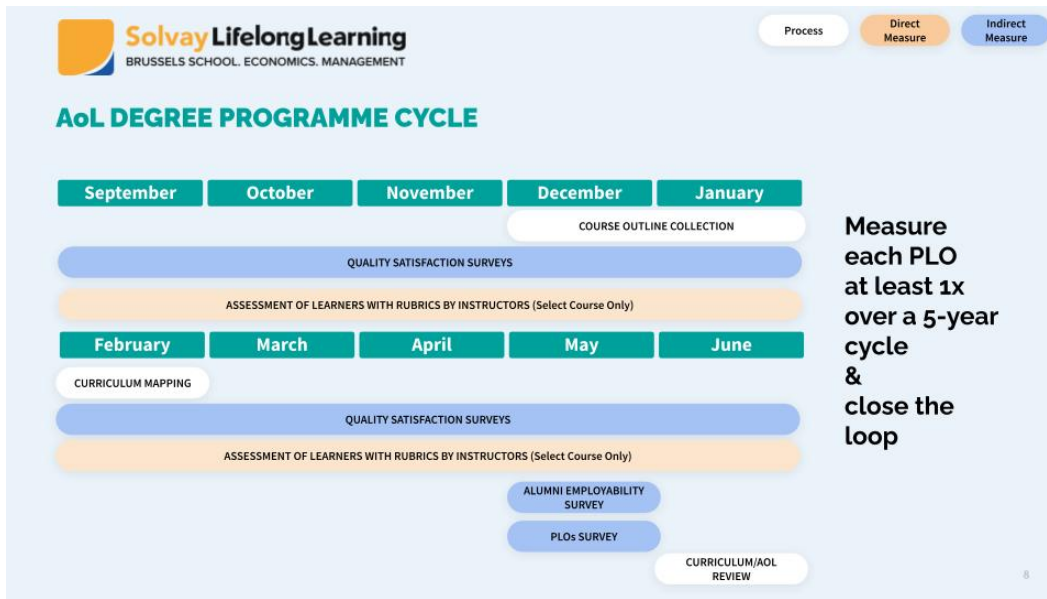 Solvay Lifelong Learning
BRUSSELS SCHOOL. ECONOMICS. MANAGEMENT
Process
Direct
Measure
Indirect
Measure
AoL DEGREE PROGRAMME CYCLE
September
October
November
December
January
COURSE OUTLINE COLLECTION
QUALITY SATISFACTION SURVEYS
ASSESSMENT OF LEARNERS WITH RUBRICS BY INSTRUCTORS (Select Course Only)
February
March
April
May
June
CURRICULUM MAPPING
QUALITY SATISFACTION SURVEYS
ASSESSMENT OF LEARNERS WITH RUBRICS BY INSTRUCTORS (Select Course Only)
ALUMNI EMPLOYABILITY
SURVEY
PLOs SURVEY
CURRICULUM/AOL
REVIEW
Measure
each PLO
at least 1x
over a 5-year
cycle
&
close the
loop
8